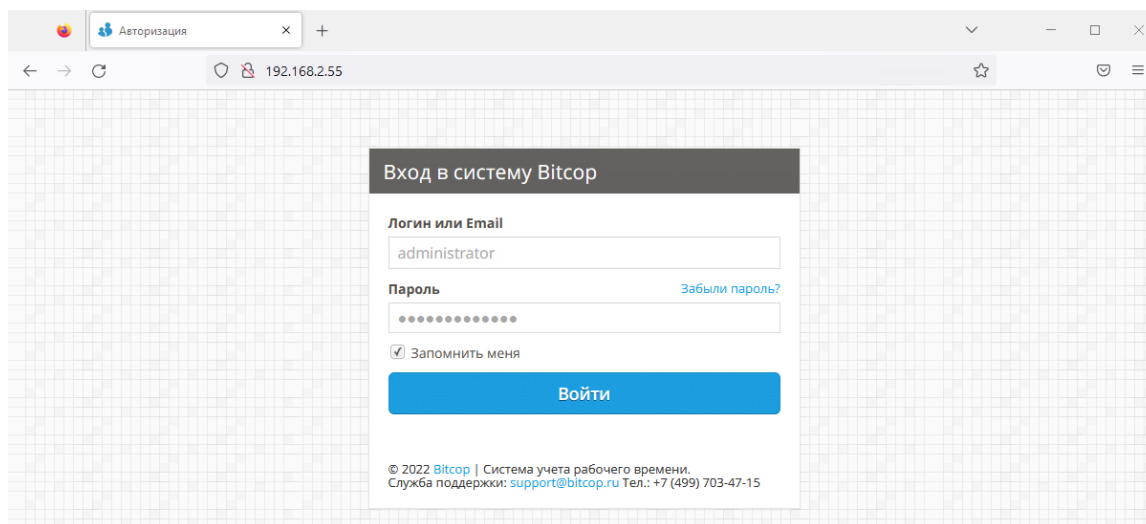 Авторизация
192.168.2.55
Вход в систему Bitcop
Логин или Email
administrator
Пароль Забыли пароль?
Запомнить меня
Войти
© 2022 Bitcop | Система учета рабочего времени.
Служба поддержки: support@bitcop.ru Тел.: +7 (499) 703-47-15